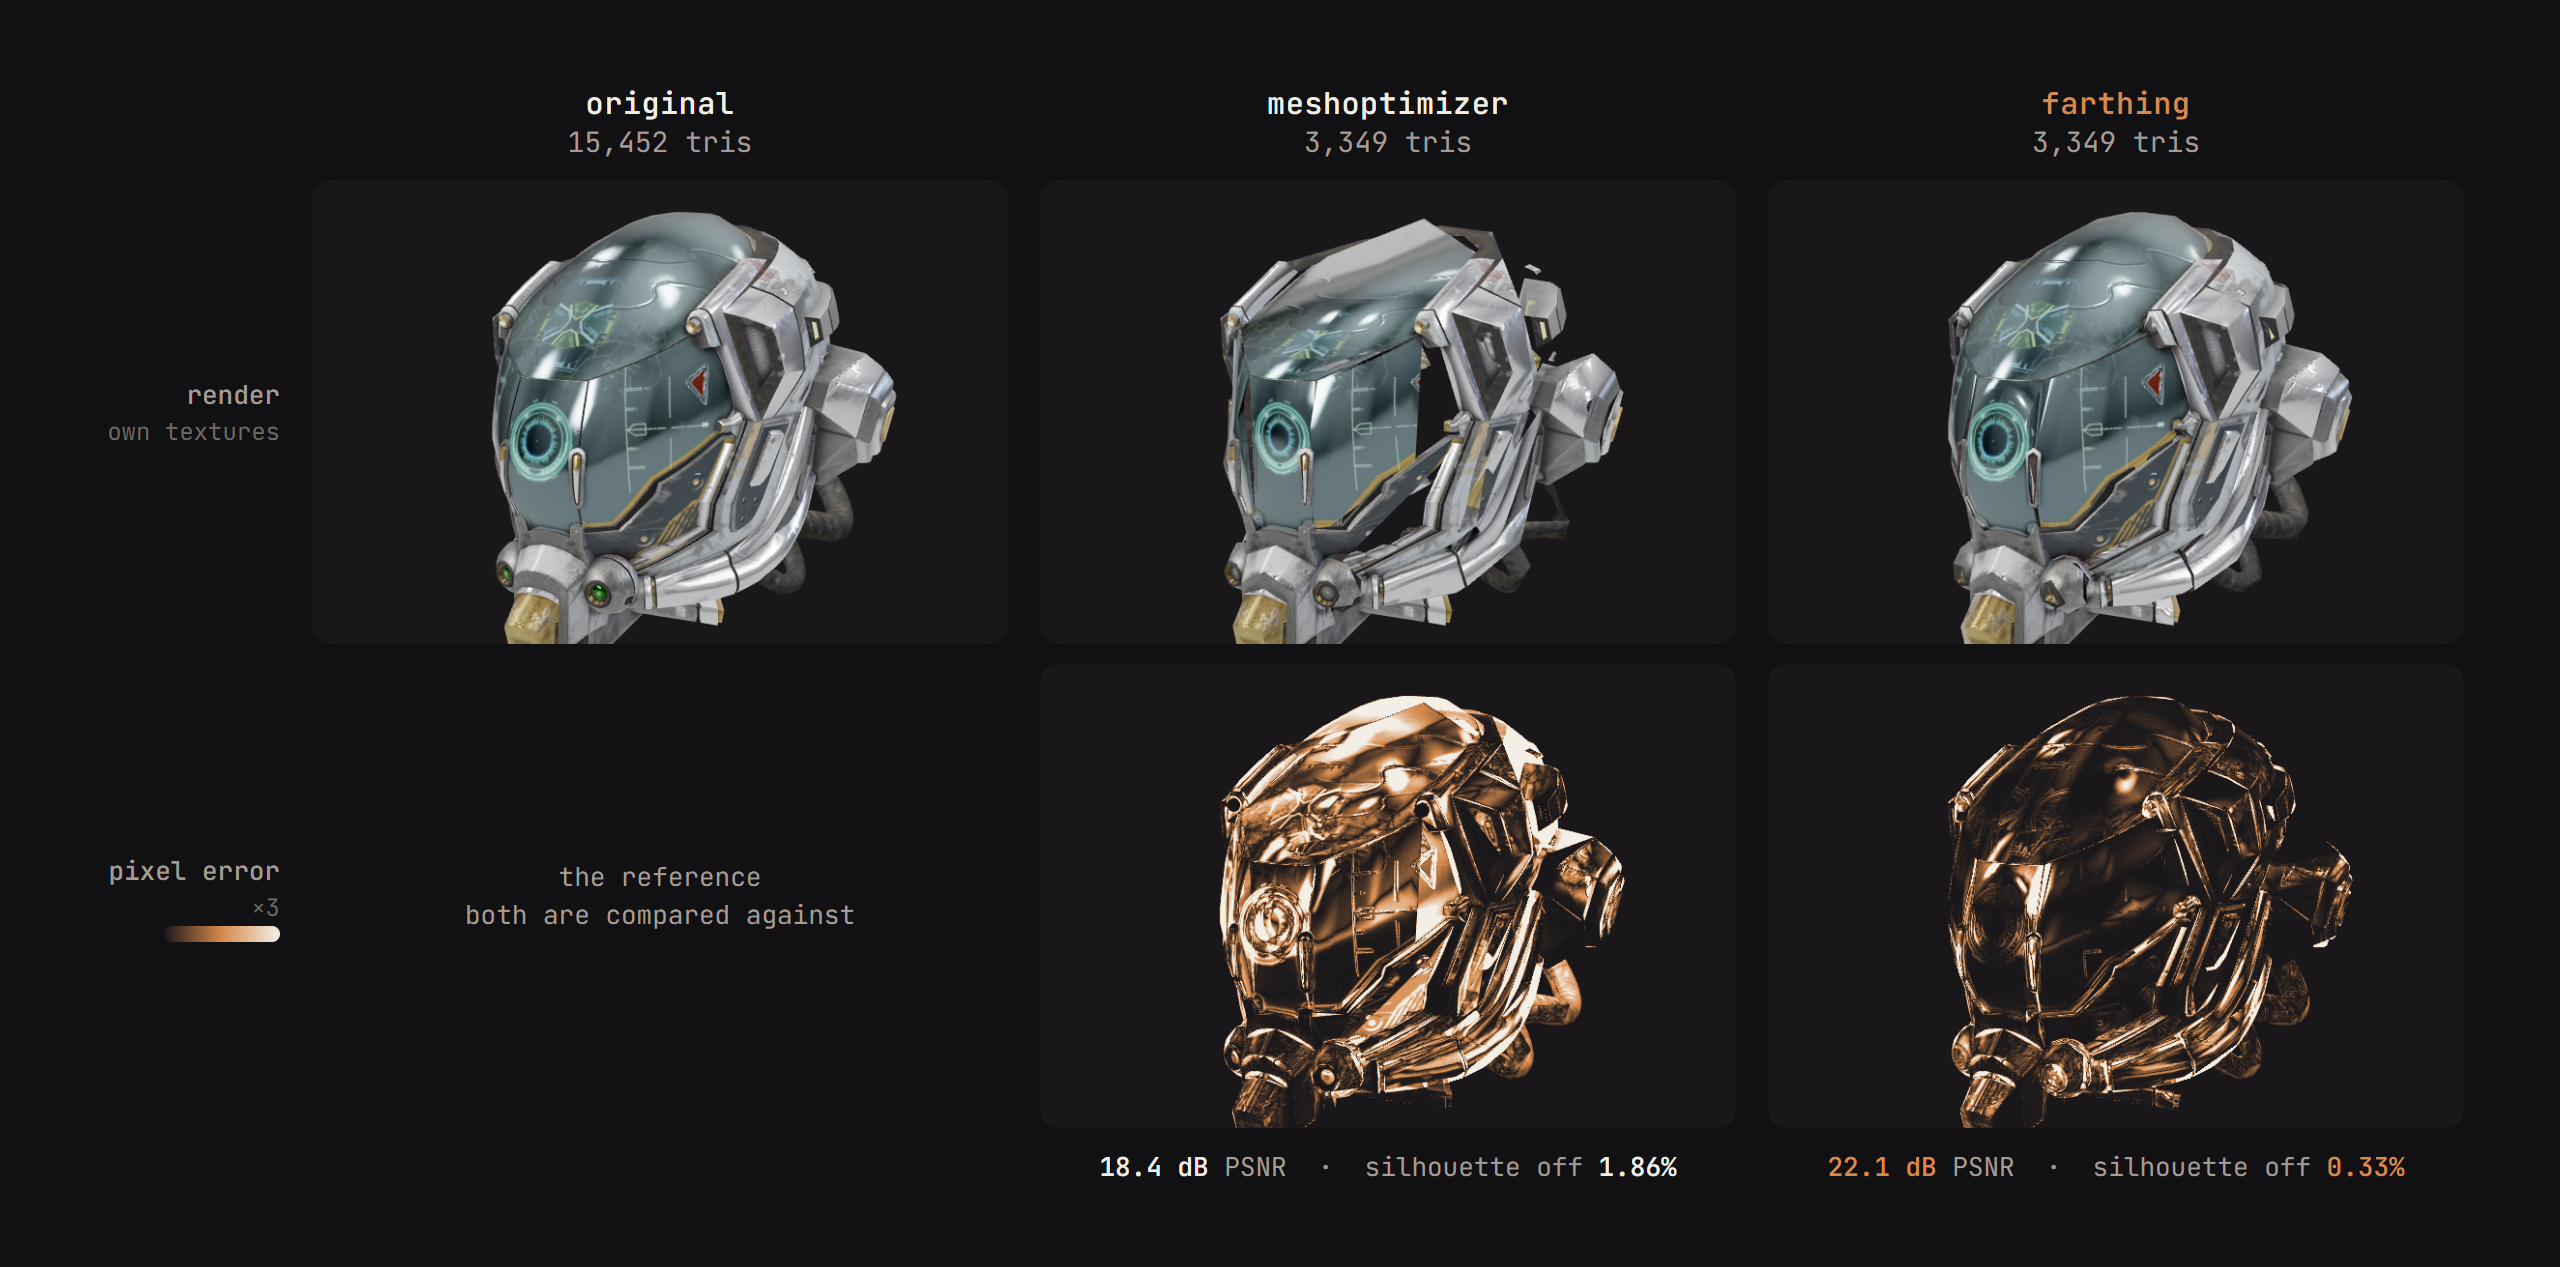 original
15,452 tris
meshoptimizer
3,349 tris
farthing
3,349 tris
render
own textures
pixel error
×3
the reference
both are compared against
18.4 dB PSNR · silhouette off 1.86%
22.1 dB PSNR · silhouette off 0.33%